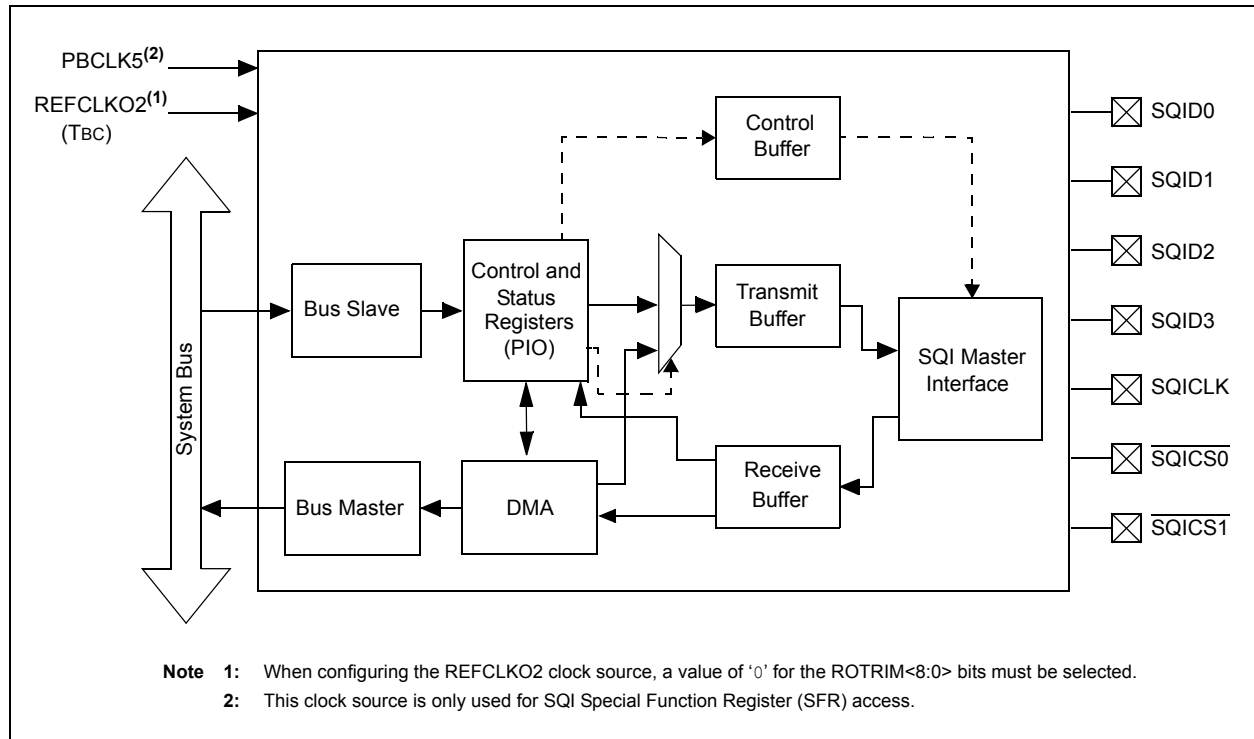 PBCLK5(2)
REFCLKO2(1)
(TBC)
System Bus
Bus Slave
Control and
Status
Registers
(PIO)
Control
Buffer
Transmit
Buffer
SQI Master
Interface
Bus Master
DMA
Receive
Buffer
SQID0
SQID1
SQID2
SQID3
SQICLK
SQICS0
SQICS1
Note 1: When configuring the REFCLKO2 clock source, a value of ‘0’ for the ROTRIM<8:0> bits must be selected.
2: This clock source is only used for SQI Special Function Register (SFR) access.